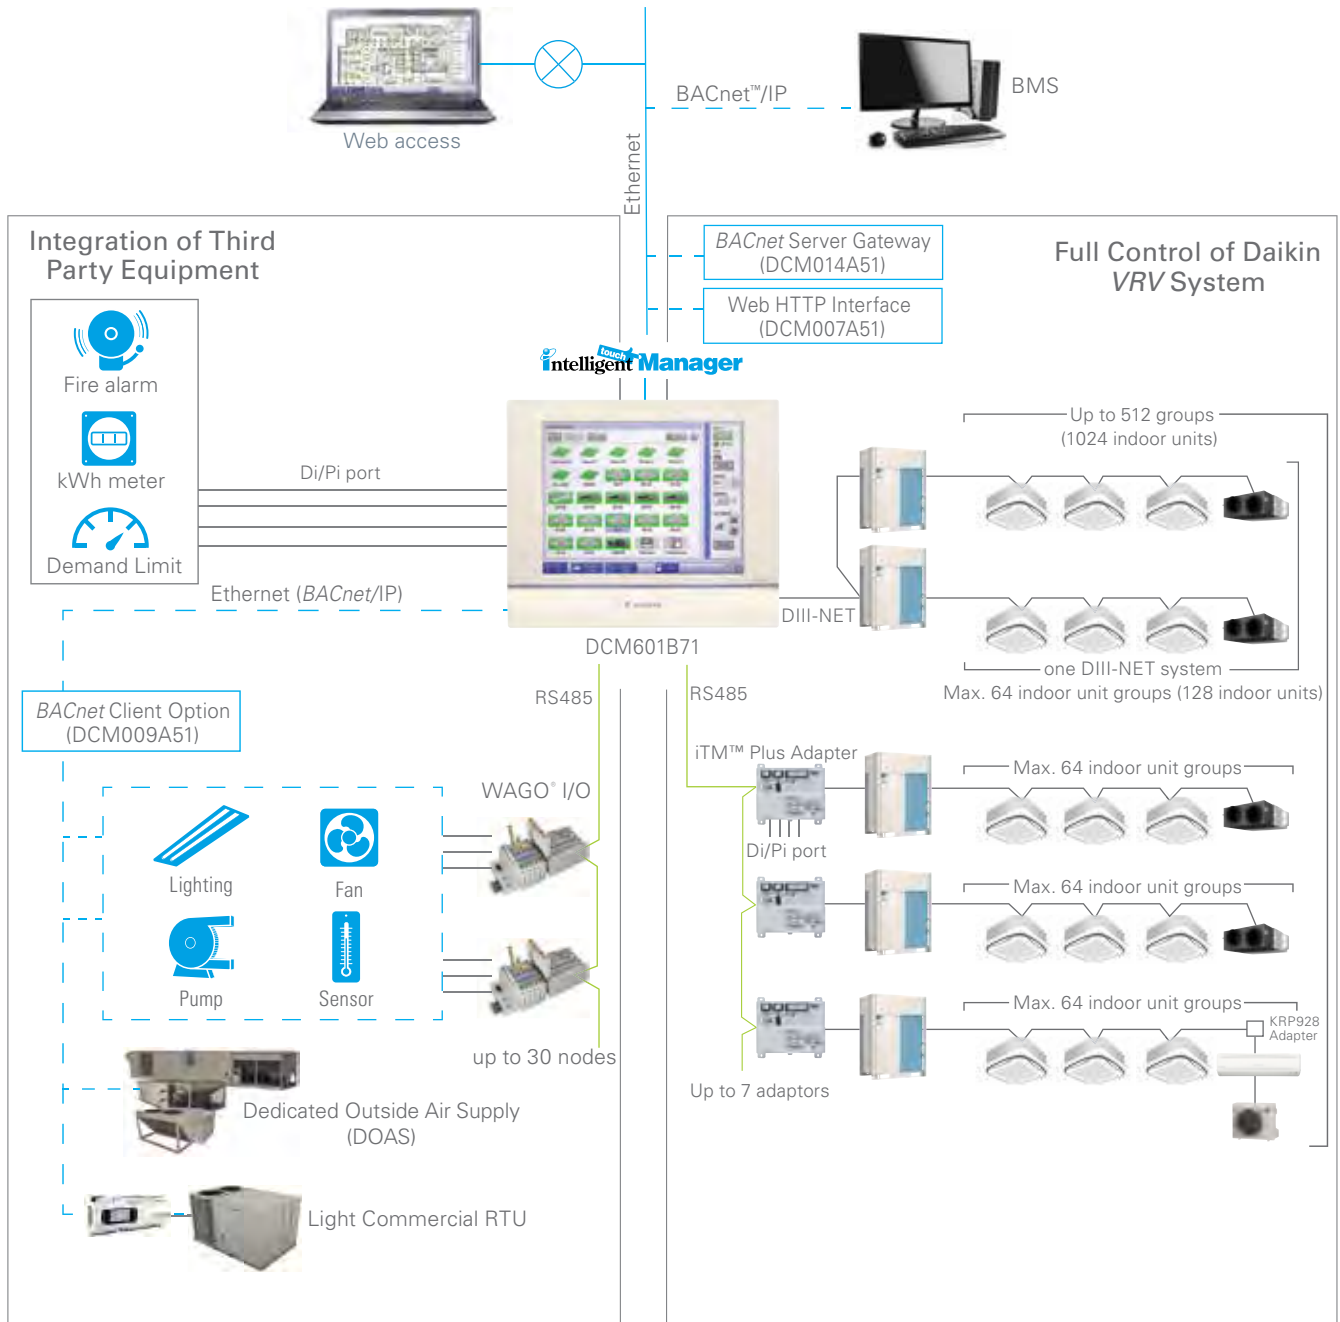 Web access
BACnet™/IP
BMS
Ethernet
Integration of Third
Party Equipment
Fire alarm
kWh meter
Demand Limit
Di/Pi port
Ethernet (BACnet/IP)
BACnet Server Gateway
(DCM014A51)
Web HTTP Interface
(DCM007A51)
Full Control of Daikin
VRV System
intelligent touch Manager
DCM601B71
DIII-NET
Up to 512 groups
(1024 indoor units)
one DIII-NET system
Max. 64 indoor unit groups (128 indoor units)
RS485
RS485
BACnet Client Option
(DCM009A51)
WAGO® I/O
Lighting
Fan
Pump
Sensor
up to 30 nodes
Dedicated Outside Air Supply
(DOAS)
Light Commercial RTU
iTM™ Plus Adapter
Di/Pi port
Max. 64 indoor unit groups
Max. 64 indoor unit groups
Max. 64 indoor unit groups
KRP928
Adapter
Up to 7 adaptors